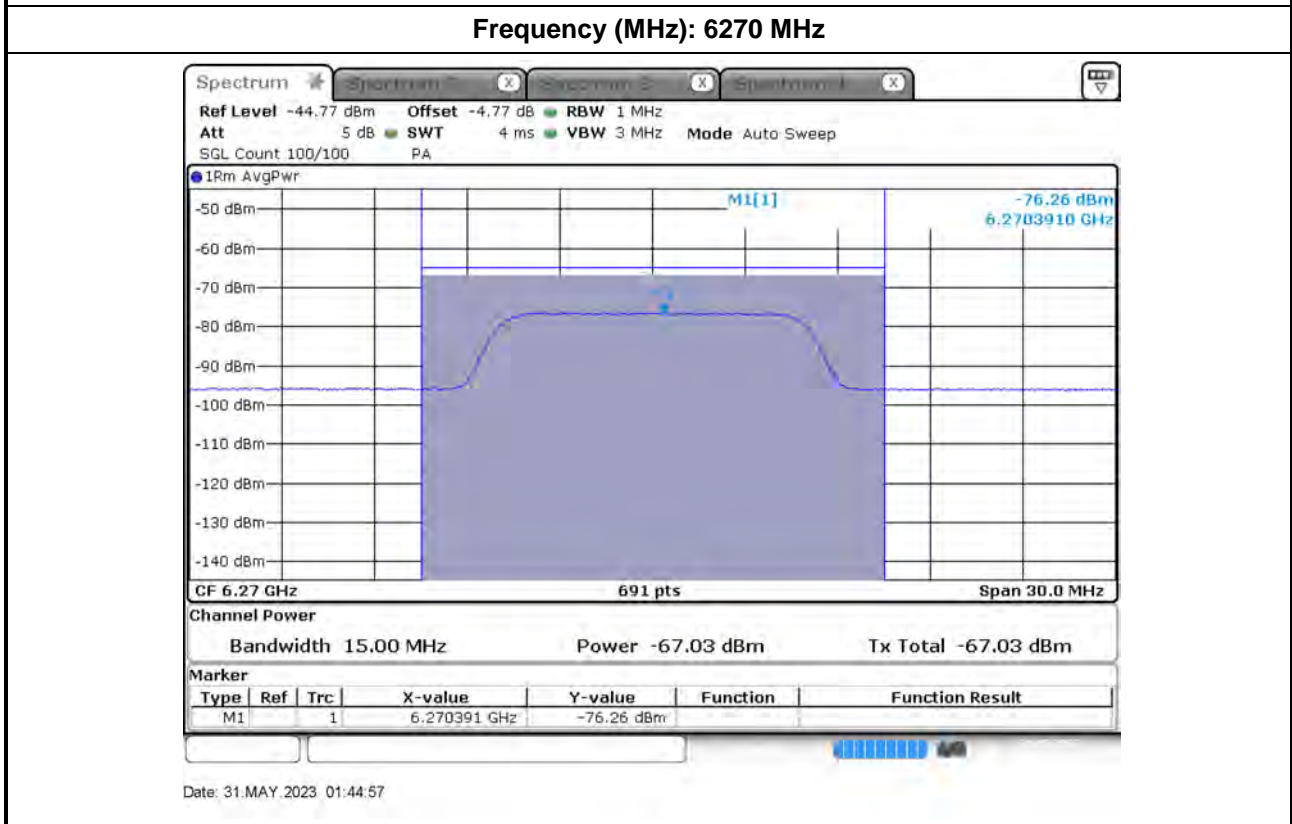 Frequency (MHz): 6270 MHz
Spectrum
Ref Level -44.77 dBm Offset -4.77 dB RBW 1 MHz
Att 5 dB SWT 4 ms VBW 3 MHz Mode Auto Sweep
SGL Count 100/100 PA
1Rm AvgPwr
M1[1] -76.26 dBm
6.2703910 GHz
-50 dBm
-60 dBm
-70 dBm
-80 dBm
-90 dBm
-100 dBm
-110 dBm
-120 dBm
-130 dBm
-140 dBm
CF 6.27 GHz 691 pts Span 30.0 MHz
Channel Power
Bandwidth 15.00 MHz Power -67.03 dBm Tx Total -67.03 dBm
Marker
Type Ref Trc X-value Y-value Function Function Result
M1 1 6.270391 GHz -76.26 dBm
Date: 31.MAY.2023 01:44:57